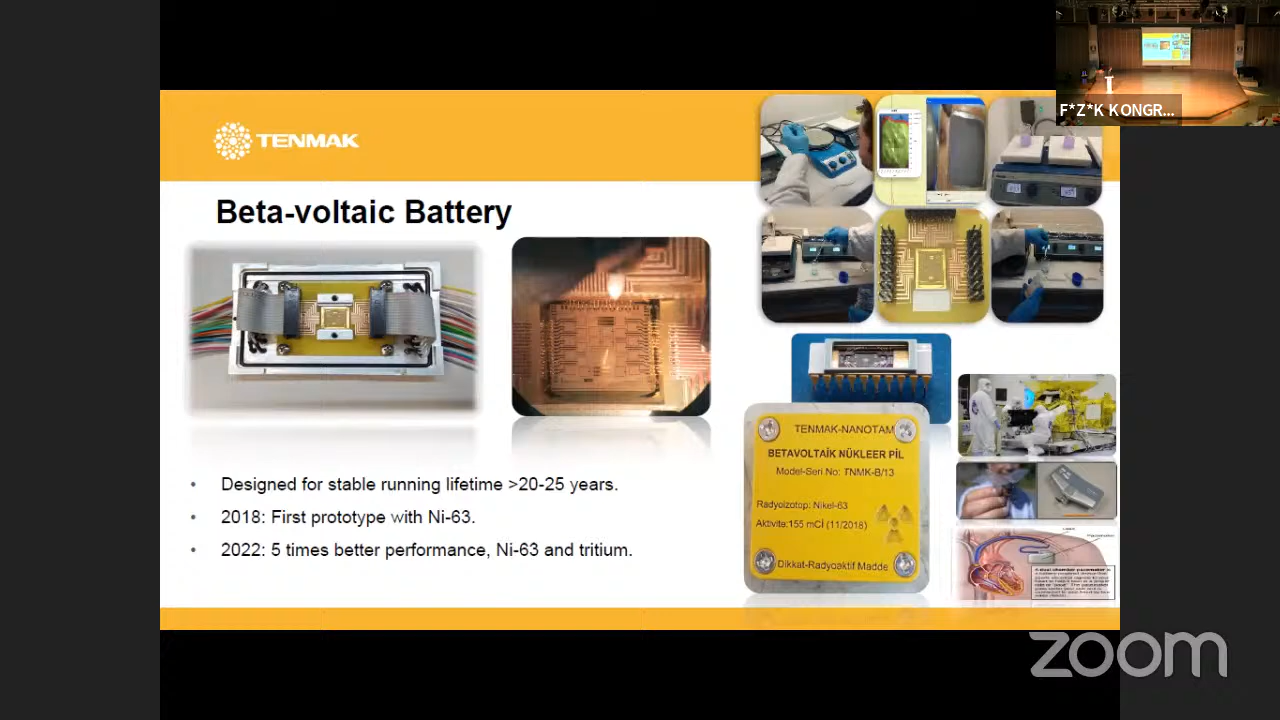 F*Z*K KONGR...
TENMAK
Beta-voltaic Battery
• Designed for stable running lifetime >20-25 years.
• 2018: First prototype with Ni-63.
• 2022: 5 times better performance, Ni-63 and tritium.
TENMAK-NANOTAM
BETAVOLTAİK NÜKLEER PİL
Model-Seri No: TNMK-B/13
Radyoizotop: Nikel-63
Aktivite:155 mCİ (11/2018)
Dikkat-Radyoaktif Madde
zoom